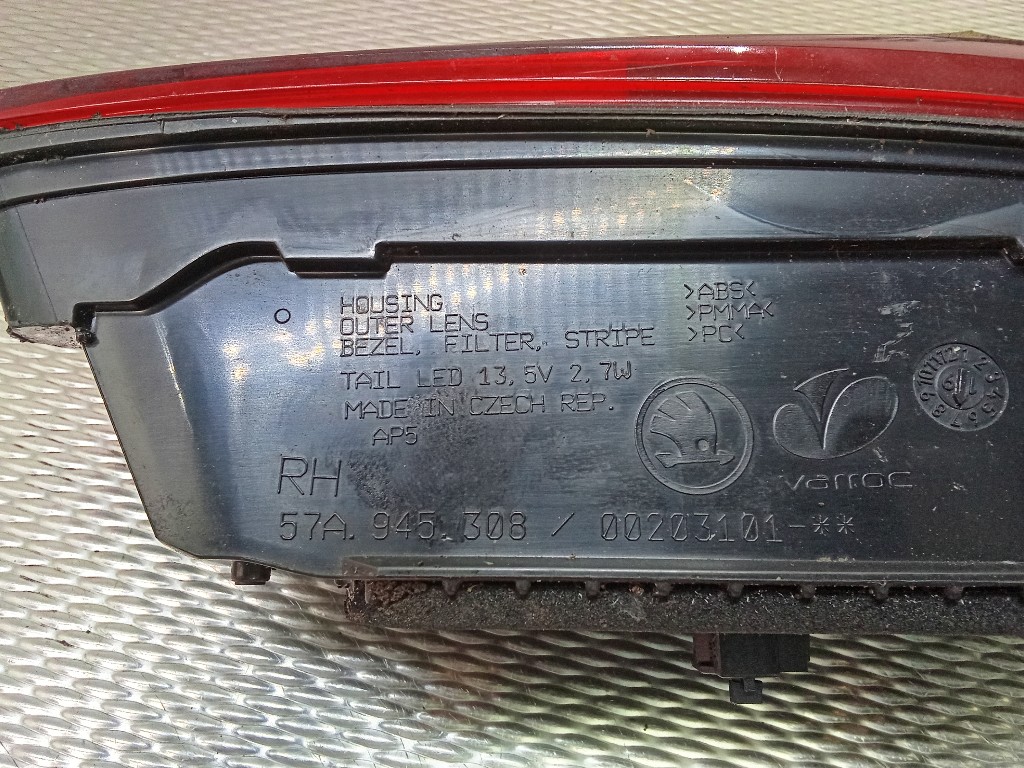 HOUSING >ABS<
OUTER LENS >PMMA<
BEZEL, FILTER, STRIPE >PC<
TAIL LED 13,5V 2,7W
MADE IN CZECH REP.
AP5
RH
varroc
57A.945.308 / 00203101-**